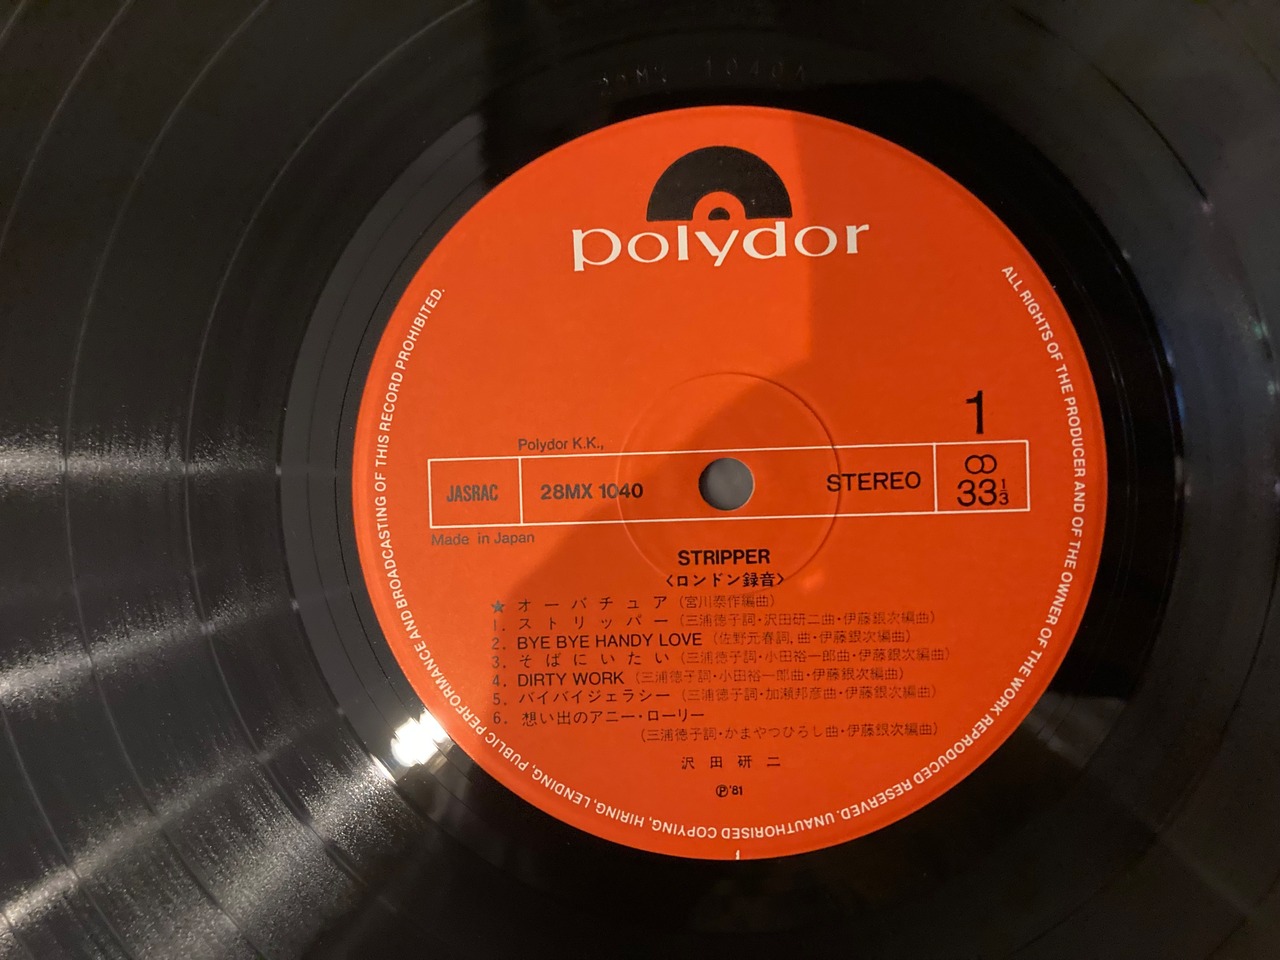 28MX 1040A
polydor
ALL RIGHTS OF THE PRODUCER AND OF THE OWNER OF THE WORK REPRODUCED RESERVED. UNAUTHORISED COPYING, HIRING, LENDING, PUBLIC PERFORMANCE AND BROADCASTING OF THIS RECORD PROHIBITED.
1
Polydor K.K.,
JASRAC 28MX 1040 STEREO 33 1/3
Made in Japan
STRIPPER
〈ロンドン録音〉
★ オーバチュア (宮川泰作編曲)
1. ストリッパー (三浦徳子詞・沢田研二曲・伊藤銀次編曲)
2. BYE BYE HANDY LOVE (佐野元春詞, 曲・伊藤銀次編曲)
3. そばにいたい (三浦徳子詞・小田裕一郎曲・伊藤銀次編曲)
4. DIRTY WORK (三浦徳子詞・小田裕一郎曲・伊藤銀次編曲)
5. バイバイジェラシー (三浦徳子詞・加瀬邦彦曲・伊藤銀次編曲)
6. 想い出のアニー・ローリー
(三浦徳子詞・かまやつひろし曲・伊藤銀次編曲)
沢田研二
Ⓟ'81